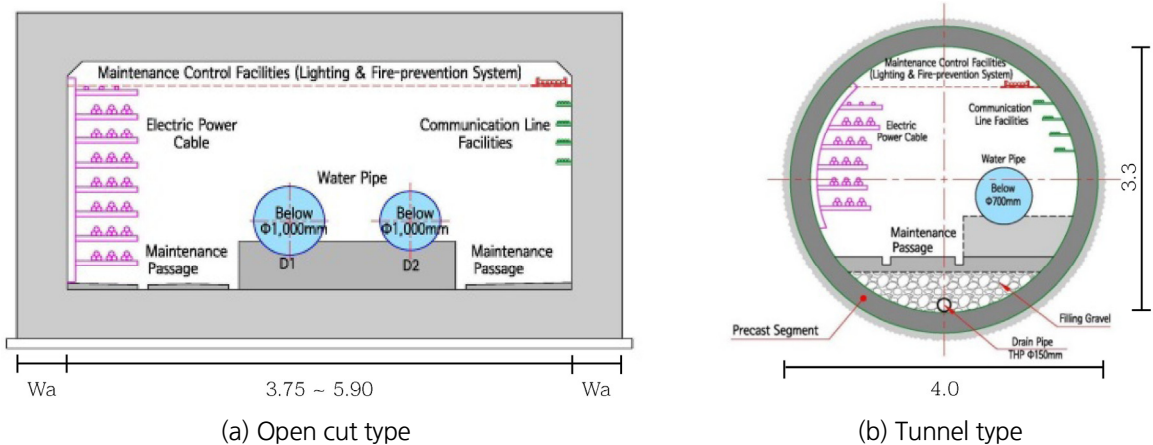 Maintenance Control Facilities (Lighting & Fire-prevention System)
Electric Power
Cable
Communication Line
Facilities
Water Pipe
Below
Φ1,000mm
Below
Φ1,000mm
Maintenance
Passage
D1
D2
Maintenance
Passage
Wa
3.75 ~ 5.90
Wa
(a) Open cut type
Maintenance Control Facilities
(Lighting & Fire-prevention System)
Electric
Power Cable
Communication
Line Facilities
Water Pipe
Below
Φ700mm
Maintenance
Passage
3.3
Precast Segment
Filling Gravel
Drain Pipe
THP Φ150mm
4.0
(b) Tunnel type